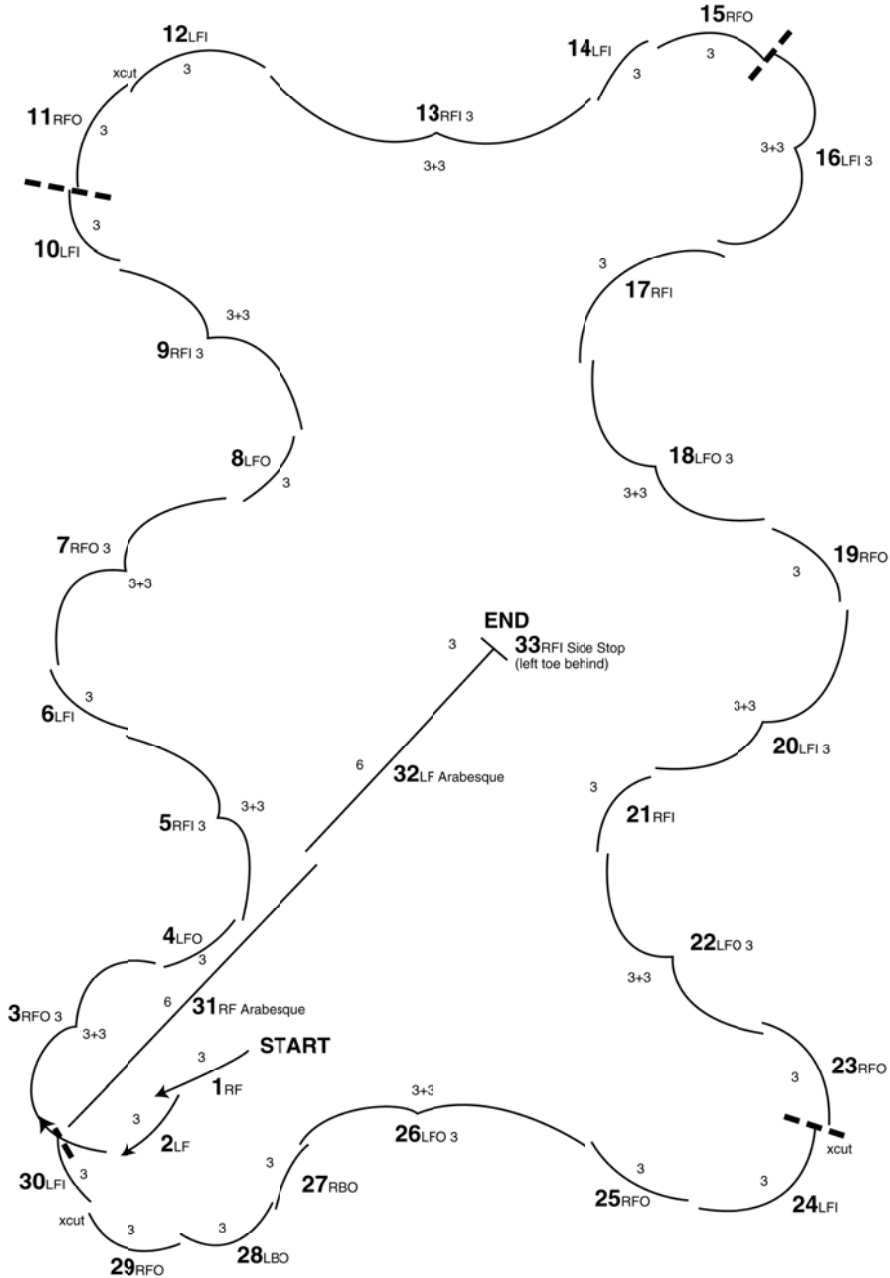 15RFO
12LFI
14LFI
3
3
xcut
3
11RFO
13RFI 3
3
3+3
3+3
16LFI 3
3
10LFI
3
17RFI
3+3
9RFI 3
8LFO
18LFO 3
3
3+3
7RFO 3
19RFO
3
3+3
END
3
33RFI Side Stop
(left toe behind)
3
6LFI
3+3
20LFI 3
6
32LF Arabesque
3
21RFI
3+3
5RFI 3
4LFO
22LFO 3
3
3+3
6
31RF Arabesque
3RFO 3
3+3
START
3
1RF
23RFO
3
3+3
3
26LFO 3
2LF
xcut
3
3
30LFI
3
27RBO
25RFO
3
24LFI
xcut
3
3
28LBO
29RFO